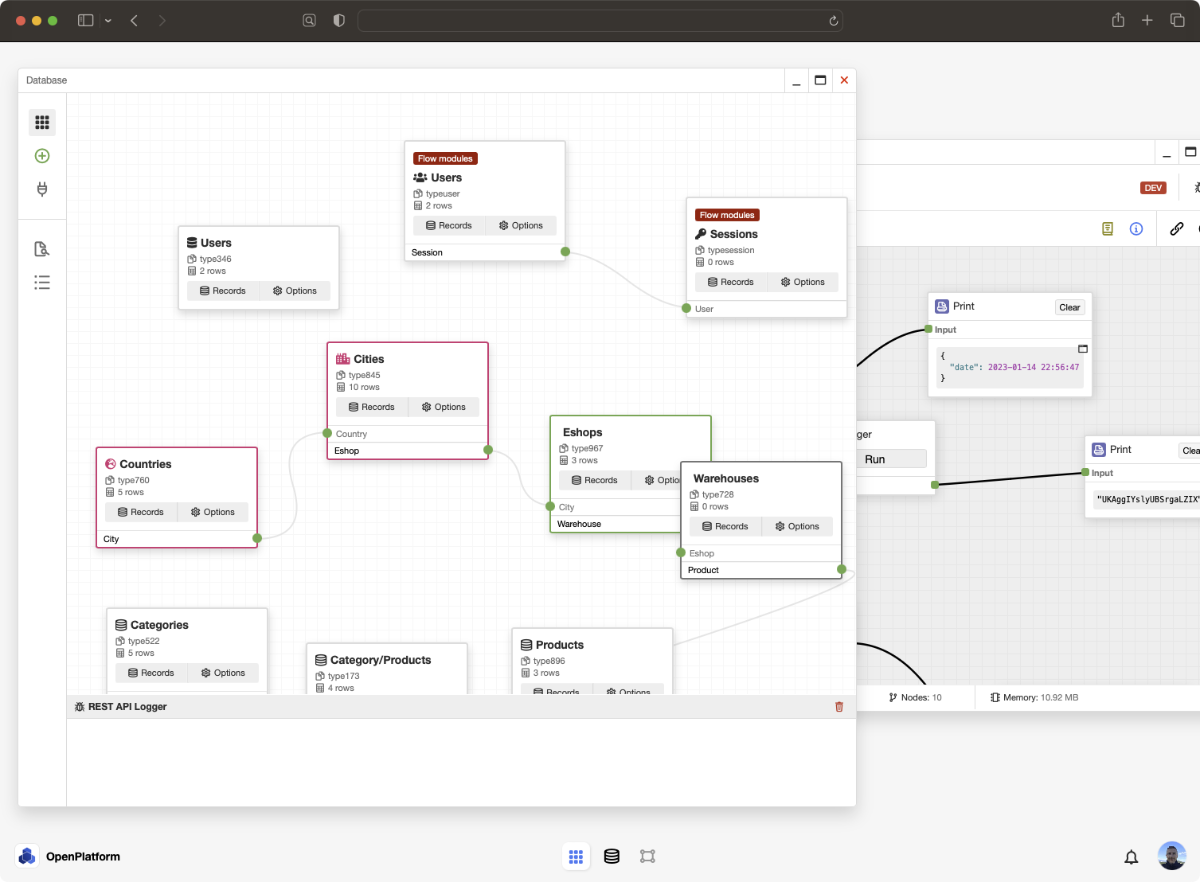 Database
Flow modules
Users
typeuser
2 rows
Records
Options
Session
Flow modules
Sessions
typesession
0 rows
Records
Options
User
Users
type346
2 rows
Records
Options
Cities
type845
10 rows
Records
Options
Country
Eshop
Countries
type760
5 rows
Records
Options
City
Eshops
type967
3 rows
Records
City
Warehouse
Warehouses
type728
0 rows
Records
Options
Eshop
Product
Categories
type522
5 rows
Records
Options
Category/Products
type173
4 rows
Products
type896
3 rows
Records
Options
REST API Logger
DEV
Print
Clear
Input
{
"date": 2023-01-14 22:56:47
}
Run
Print
Input
"UKAggIYslyUBSrgaLZIX"
Nodes: 10
Memory: 10.92 MB
OpenPlatform